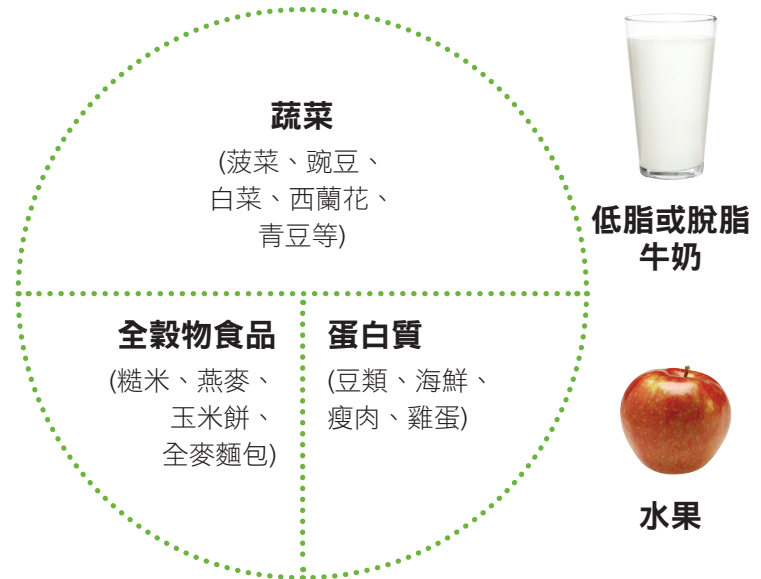 蔬菜
(菠菜、豌豆、
白菜、西蘭花、
青豆等)
低脂或脫脂
牛奶
全穀物食品
(糙米、燕麥、
玉米餅、
全麥麵包)
蛋白質
(豆類、海鮮、
瘦肉、雞蛋)
水果